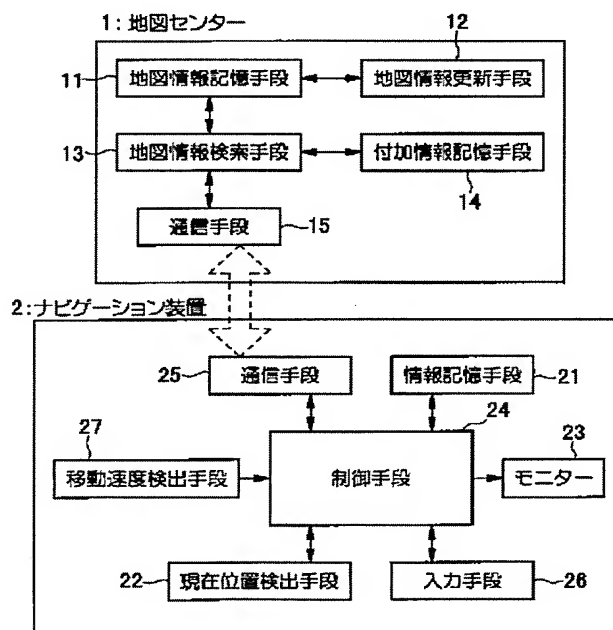 1:地図センター
12
11
地図情報記憶手段
地図情報更新手段
13
地図情報検索手段
付加情報記憶手段
14
通信手段
15
2:ナビゲーション装置
25
通信手段
情報記憶手段
21
24
27
23
移動速度検出手段
制御手段
モニター
22
現在位置検出手段
入力手段
26